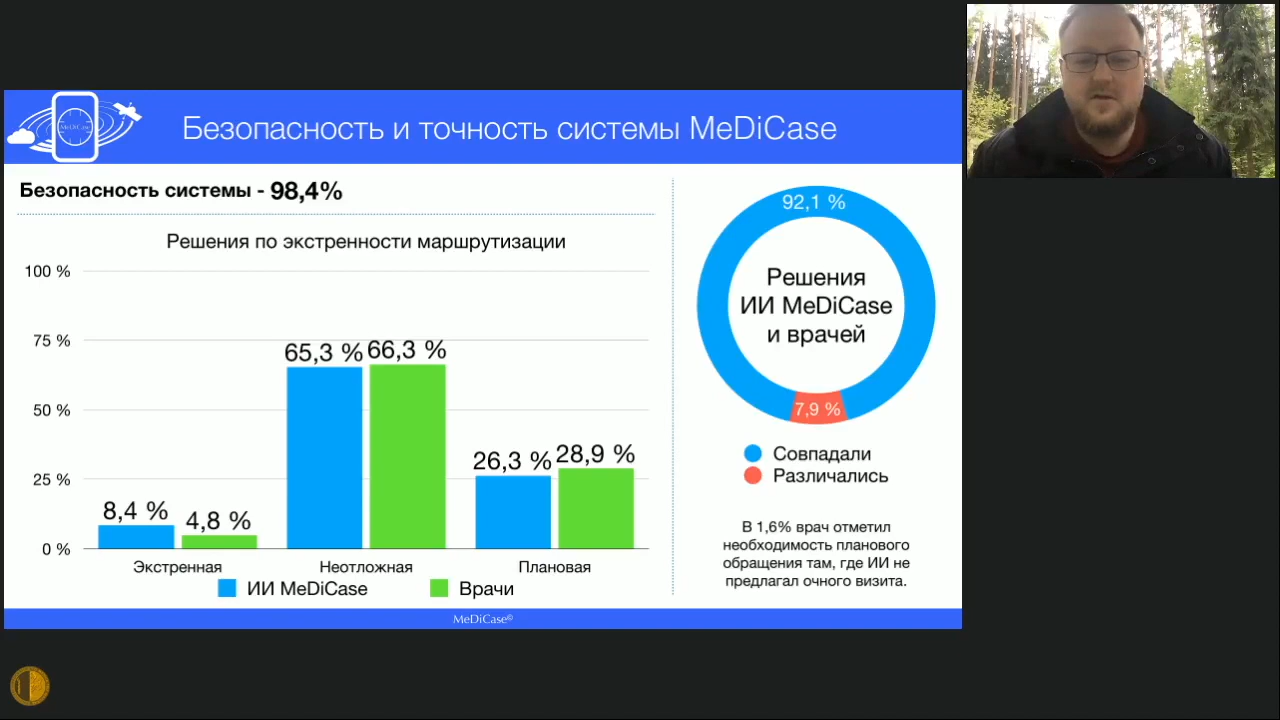 MeDiCase
Безопасность и точность системы MeDiCase
Безопасность системы - 98,4%
Решения по экстренности маршрутизации
100 %
75 %
50 %
25 %
0 %
8,4 %
4,8 %
65,3 %
66,3 %
26,3 %
28,9 %
Экстренная
Неотложная
Плановая
ИИ MeDiCase
Врачи
92,1 %
Решения
ИИ MeDiCase
и врачей
7,9 %
Совпадали
Различались
В 1,6% врач отметил
необходимость планового
обращения там, где ИИ не
предлагал очного визита.
MeDiCase©